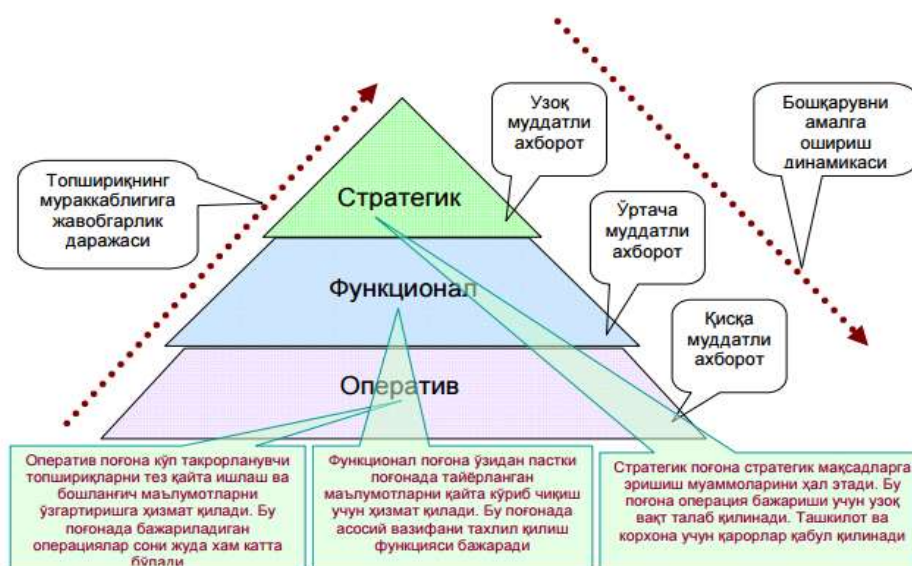 Узоқ
муддатли
ахборот
Бошқарувни
амалга
ошириш
динамикаси
Топшириқнинг
мураккаблигига
жавобгарлик
даражаси
Стратегик
Ўртача
муддатли
ахборот
Функционал
Қисқа
муддатли
ахборот
Оператив
Оператив поғона кўп такрорланувчи
топшириқларни тез қайта ишлаш ва
бошланғич маълумотларни
ўзгартиришга ҳизмат қилади. Бу
поғонада бажариладиган
операциялар сони жуда хам катта
бўлади
Функционал поғона ўзидан пастки
поғонада тайёрланган
маълумотларни қайта кўриб чиқиш
учун ҳизмат қилади. Бу поғонада
асосий вазифани тахлил қилиш
функцияси бажаради
Стратегик поғона стратегик мақсадларга
эришиш муаммоларини ҳал этади. Бу
поғона операция бажариши учун узоқ
вақт талаб қилинади. Ташкилот ва
корхона учун қарорлар қабул қилинади